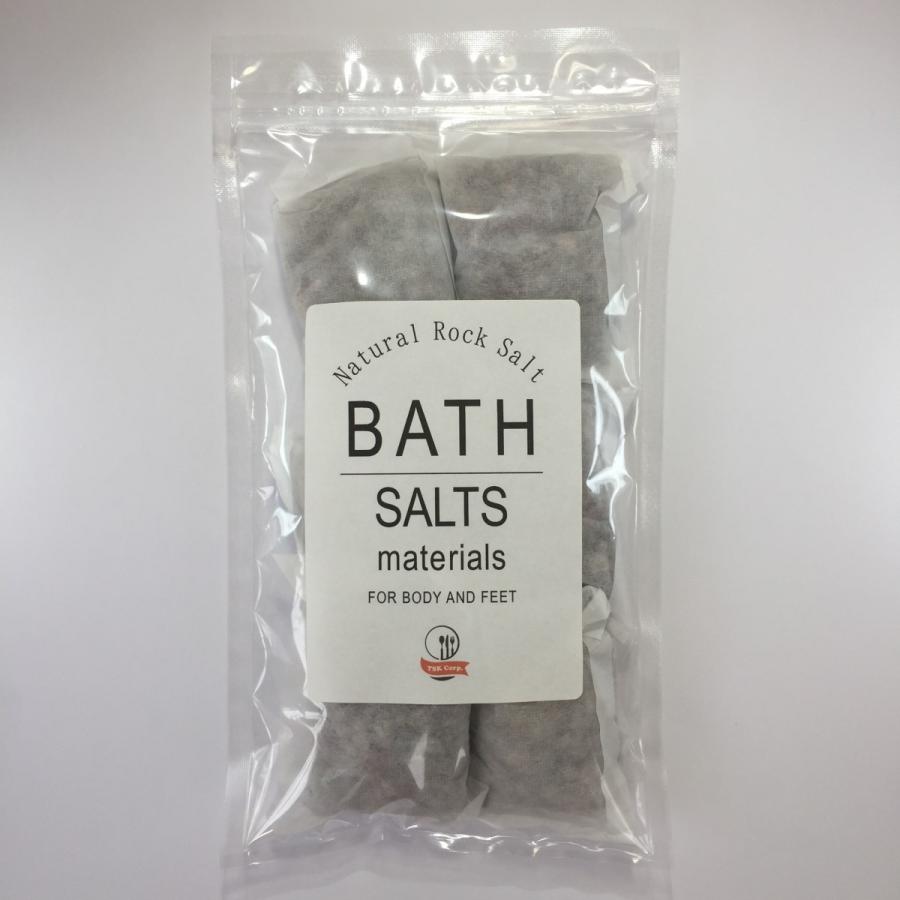 Natural Rock Salt
BATH
SALTS
materials
FOR BODY AND FEET
TSK Corp.